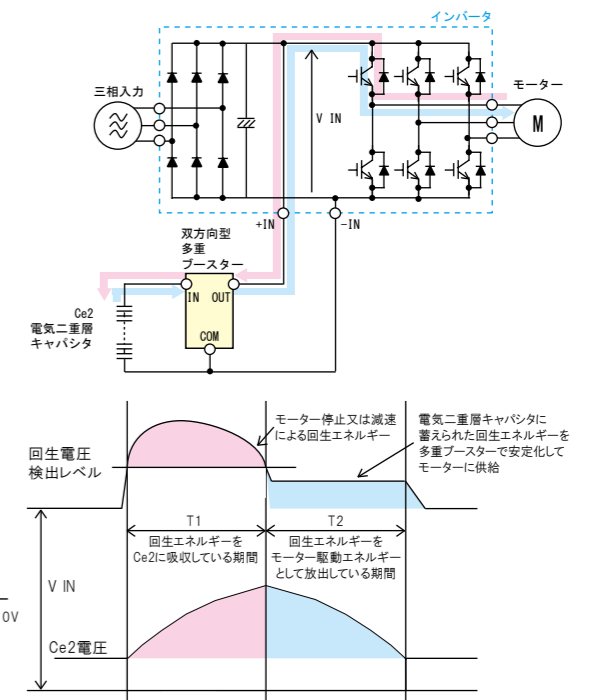 インバータ
三相入力
モーター
V IN
M
+IN
-IN
双方向型
多重
ブースター
IN OUT
COM
Ce2
電気二重層
キャパシタ
モーター停止又は減速
による回生エネルギー
電気二重層キャパシタに
蓄えられた回生エネルギーを
多重ブースターで安定化して
モーターに供給
回生電圧
検出レベル
T1
回生エネルギーを
Ce2に吸収している期間
T2
回生エネルギーを
モーター駆動エネルギー
として放出している期間
V IN
0V
Ce2電圧